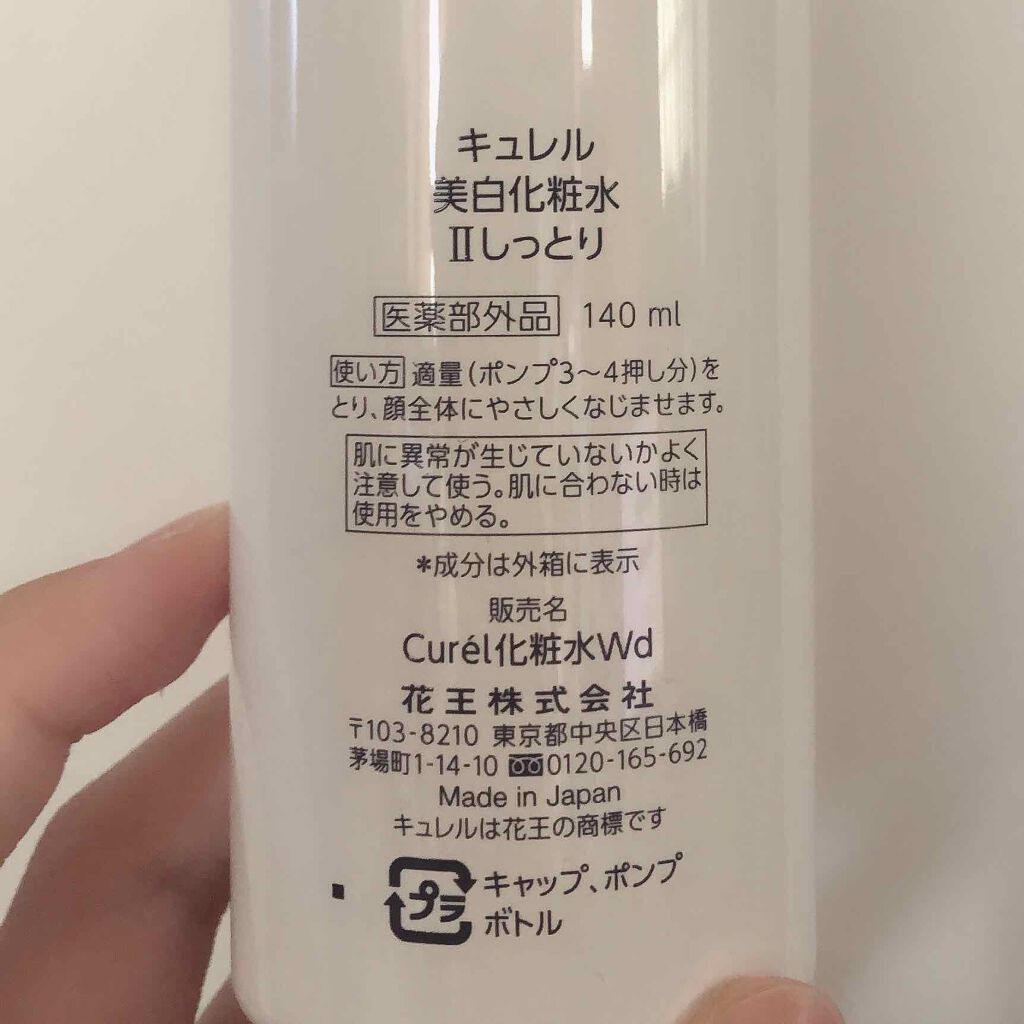 キュレル
美白化粧水
Ⅱしっとり
医薬部外品 140 ml
使い方 適量(ポンプ3〜4押し分)を
とり、顔全体にやさしくなじませます。
肌に異常が生じていないかよく
注意して使う。肌に合わない時は
使用をやめる。
*成分は外箱に表示
販売名
Curél化粧水Wd
花王株式会社
〒103-8210 東京都中央区日本橋
茅場町1-14-10 0120-165-692
Made in Japan
キュレルは花王の商標です
プラ キャップ、ポンプ
ボトル